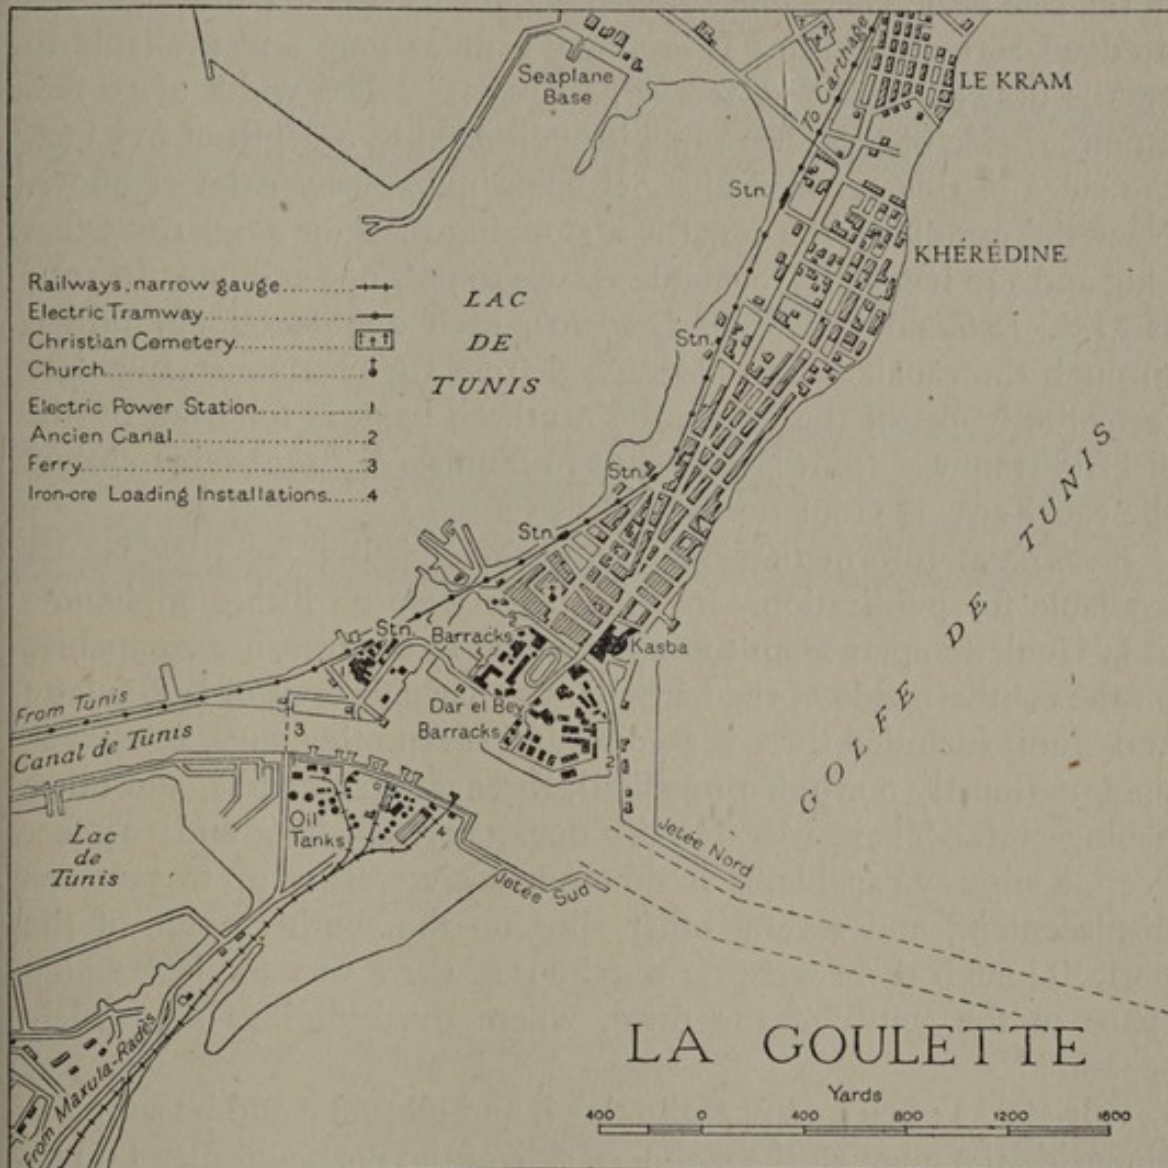 Seaplane
Base
To Carthage
LE KRAM
Stn.
KHÉRÉDINE
Railways, narrow gauge
Electric Tramway
Christian Cemetery
Church
Electric Power Station 1
Ancien Canal 2
Ferry 3
Iron-ore Loading Installations 4
LAC
DE
TUNIS
Stn.
Stn.
Stn.
GOLFE DE TUNIS
Stn.
Barracks
2
Kasba
From Tunis
Dar el Bey
Canal de Tunis
3
Barracks
2
Oil
Tanks
4
Lac
de
Tunis
Jetée Nord
Jetée Sud
From Maxula-Radès
LA GOULETTE
Yards
400 0 400 800 1200 1600